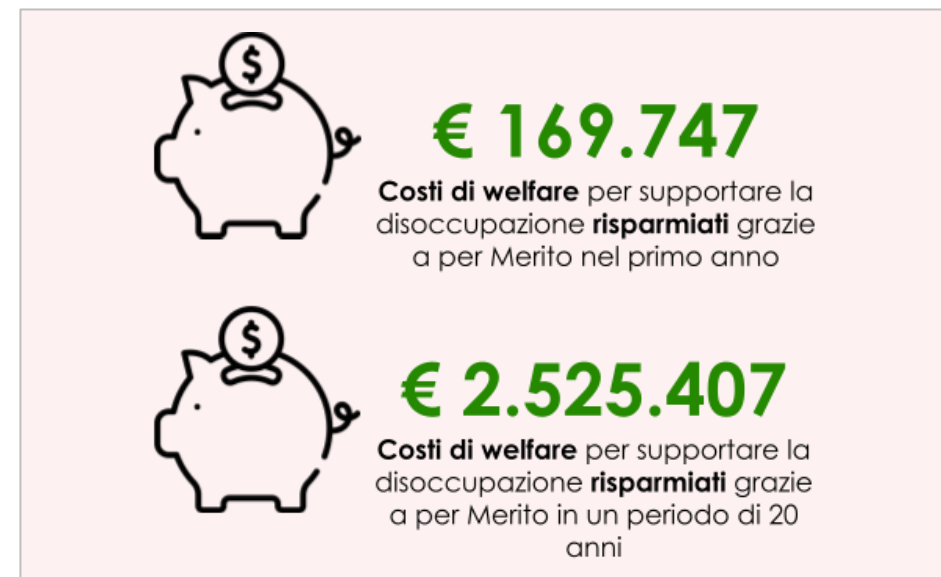 $
€ 169.747
Costi di welfare per supportare la
disoccupazione risparmiati grazie
a per Merito nel primo anno
$
€ 2.525.407
Costi di welfare per supportare la
disoccupazione risparmiati grazie
a per Merito in un periodo di 20
anni